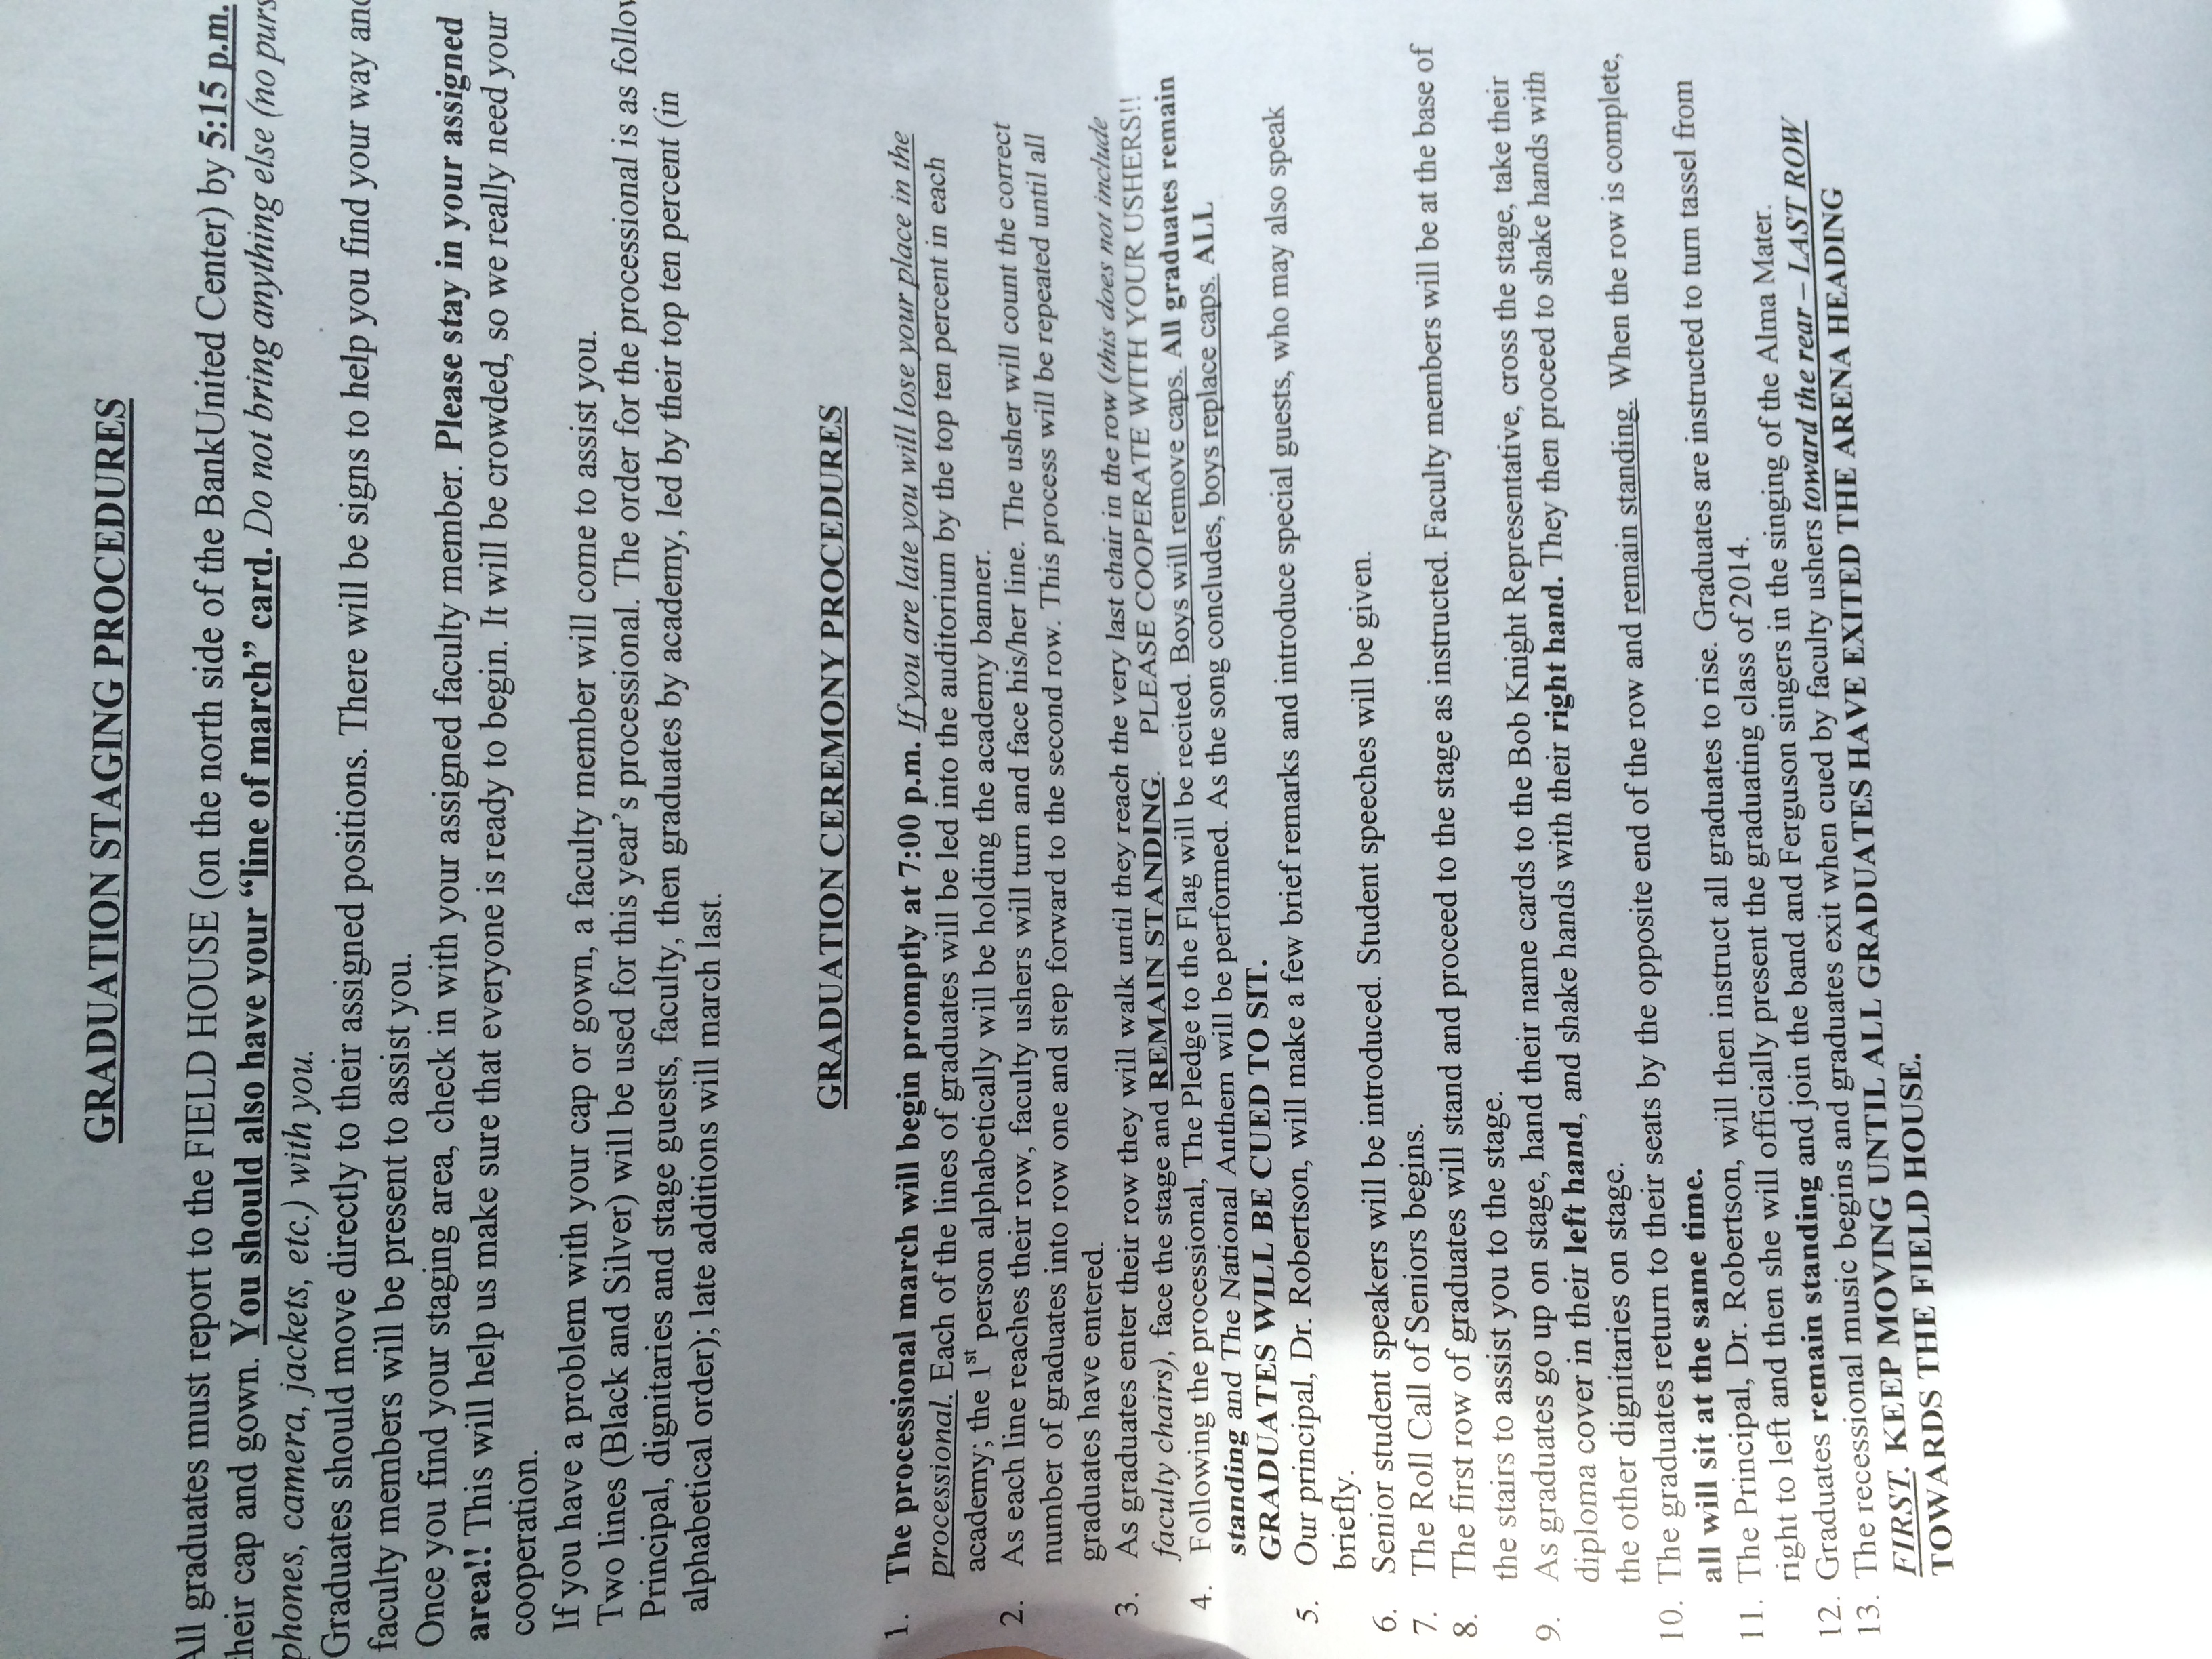 GRADUATION STAGING PROCEDURES
All graduates must report to the FIELD HOUSE (on the north side of the BankUnited Center) by 5:15 p.m.
heir cap and gown. You should also have your “line of march” card. Do not bring anything else (no purs
phones, camera, jackets, etc.) with you.
Graduates should move directly to their assigned positions. There will be signs to help you find your way and
faculty members will be present to assist you.
Once you find your staging area, check in with your assigned faculty member. Please stay in your assigned
area!! This will help us make sure that everyone is ready to begin. It will be crowded, so we really need your
cooperation.
If you have a problem with your cap or gown, a faculty member will come to assist you.
Two lines (Black and Silver) will be used for this year’s processional. The order for the processional is as follow
Principal, dignitaries and stage guests, faculty, then graduates by academy, led by their top ten percent (in
alphabetical order); late additions will march last.
GRADUATION CEREMONY PROCEDURES
1. The processional march will begin promptly at 7:00 p.m. If you are late you will lose your place in the
processional. Each of the lines of graduates will be led into the auditorium by the top ten percent in each
academy; the 1st person alphabetically will be holding the academy banner.
2. As each line reaches their row, faculty ushers will turn and face his/her line. The usher will count the correct
number of graduates into row one and step forward to the second row. This process will be repeated until all
graduates have entered.
3. As graduates enter their row they will walk until they reach the very last chair in the row (this does not include
faculty chairs), face the stage and REMAIN STANDING. PLEASE COOPERATE WITH YOUR USHERS!!
4. Following the processional, The Pledge to the Flag will be recited. Boys will remove caps. All graduates remain
standing and The National Anthem will be performed. As the song concludes, boys replace caps. ALL
GRADUATES WILL BE CUED TO SIT.
5. Our principal, Dr. Robertson, will make a few brief remarks and introduce special guests, who may also speak
briefly.
6. Senior student speakers will be introduced. Student speeches will be given.
7. The Roll Call of Seniors begins.
8. The first row of graduates will stand and proceed to the stage as instructed. Faculty members will be at the base of
the stairs to assist you to the stage.
9. As graduates go up on stage, hand their name cards to the Bob Knight Representative, cross the stage, take their
diploma cover in their left hand, and shake hands with their right hand. They then proceed to shake hands with
the other dignitaries on stage.
10. The graduates return to their seats by the opposite end of the row and remain standing. When the row is complete,
all will sit at the same time.
11. The Principal, Dr. Robertson, will then instruct all graduates to rise. Graduates are instructed to turn tassel from
right to left and then she will officially present the graduating class of 2014.
12. Graduates remain standing and join the band and Ferguson singers in the singing of the Alma Mater.
13. The recessional music begins and graduates exit when cued by faculty ushers toward the rear – LAST ROW
FIRST. KEEP MOVING UNTIL ALL GRADUATES HAVE EXITED THE ARENA HEADING
TOWARDS THE FIELD HOUSE.